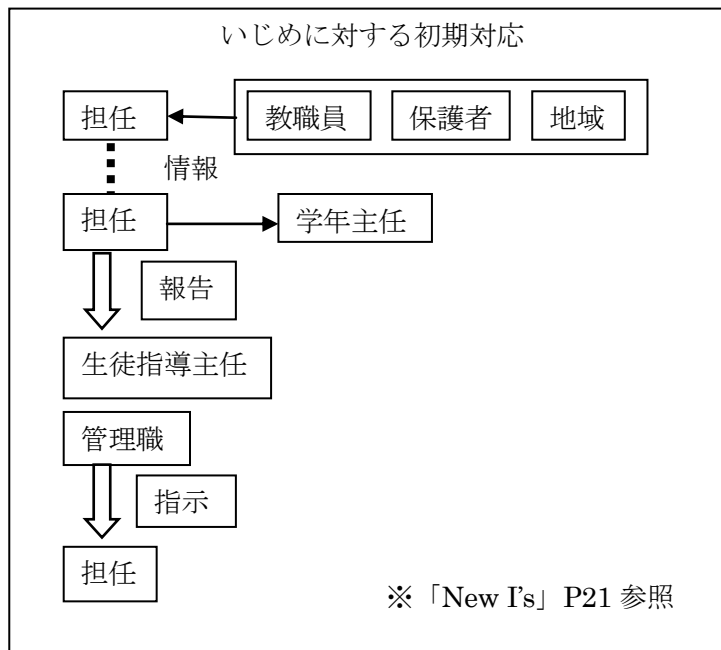 いじめに対する初期対応
担任
教職員
保護者
地域
情報
担任
学年主任
報告
生徒指導主任
管理職
指示
担任
※「New I's」P21 参照